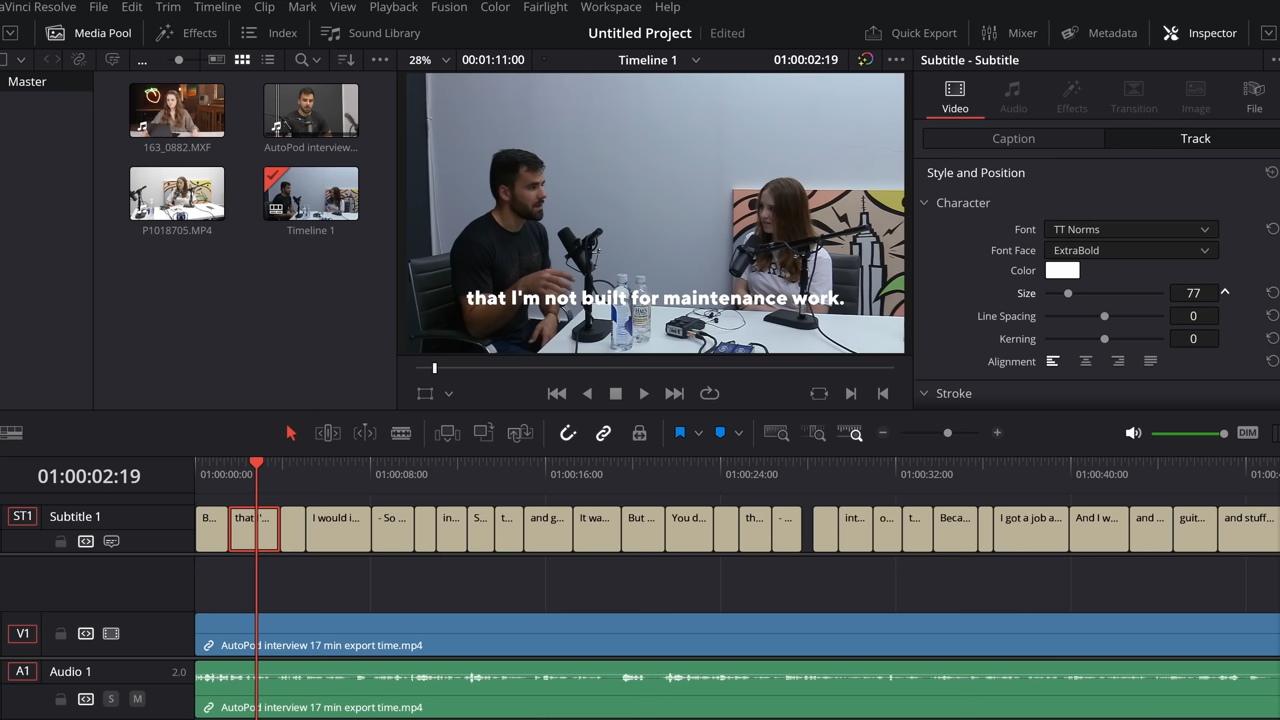 aVinci Resolve File Edit Trim Timeline Clip Mark View Playback Fusion Color Fairlight Workspace Help
Media Pool Effects Index Sound Library Untitled Project Edited Quick Export Mixer Metadata Inspector
... 28% 00:01:11:00 Timeline 1 01:00:02:19 ... Subtitle - Subtitle
Master
Video Audio Effects Transition Image File
163_0882.MXF AutoPod interview...
P1018705.MP4 Timeline 1
that I'm not built for maintenance work.
Caption Track
Style and Position
Character
Font TT Norms
Font Face ExtraBold
Color
Size 77
Line Spacing 0
Kerning 0
Alignment
Stroke
DIM
01:00:02:19 01:00:00:00 01:00:08:00 01:00:16:00 01:00:24:00 01:00:32:00 01:00:40:00
ST1 Subtitle 1 B... that I'... I would i... - So ... in... S... t... and g... It wa... But ... You d... th... - ... int... o... t... Beca... I got a job a... And I w... and ... guit... and stuff...
V1 AutoPod interview 17 min export time.mp4
A1 Audio 1 2.0
S M
AutoPod interview 17 min export time.mp4